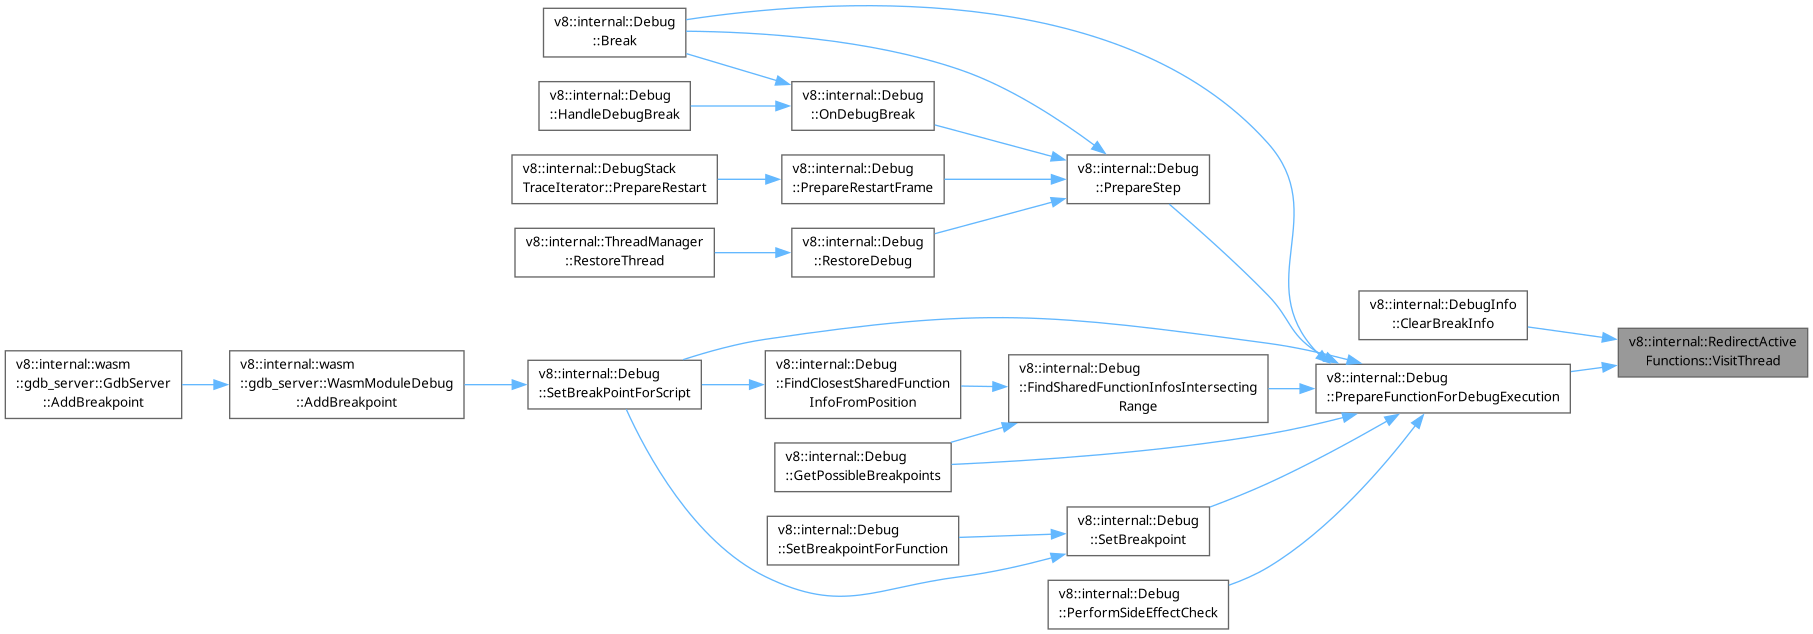 v8::internal::Debug
::Break
v8::internal::Debug
::HandleDebugBreak
v8::internal::Debug
::OnDebugBreak
v8::internal::DebugStack
TraceIterator::PrepareRestart
v8::internal::Debug
::PrepareRestartFrame
v8::internal::Debug
::PrepareStep
v8::internal::ThreadManager
::RestoreThread
v8::internal::Debug
::RestoreDebug
v8::internal::DebugInfo
::ClearBreakInfo
v8::internal::RedirectActive
Functions::VisitThread
v8::internal::wasm
::gdb_server::GdbServer
::AddBreakpoint
v8::internal::wasm
::gdb_server::WasmModuleDebug
::AddBreakpoint
v8::internal::Debug
::SetBreakPointForScript
v8::internal::Debug
::FindClosestSharedFunction
InfoFromPosition
v8::internal::Debug
::FindSharedFunctionInfosIntersecting
Range
v8::internal::Debug
::PrepareFunctionForDebugExecution
v8::internal::Debug
::GetPossibleBreakpoints
v8::internal::Debug
::SetBreakpointForFunction
v8::internal::Debug
::SetBreakpoint
v8::internal::Debug
::PerformSideEffectCheck